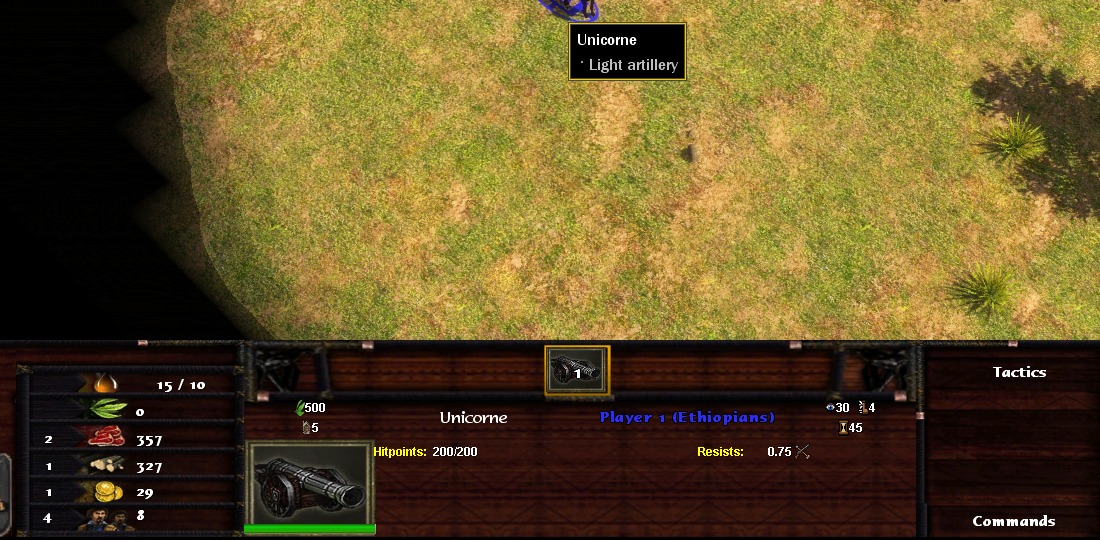 Unicorne
· Light artillery
15 / 10
0
2 357
1 327
1 29
4 8
1
500
5
Unicorne
Player 1 (Ethiopians)
30 4
45
Hitpoints: 200/200
Resists: 0.75
Tactics
Commands